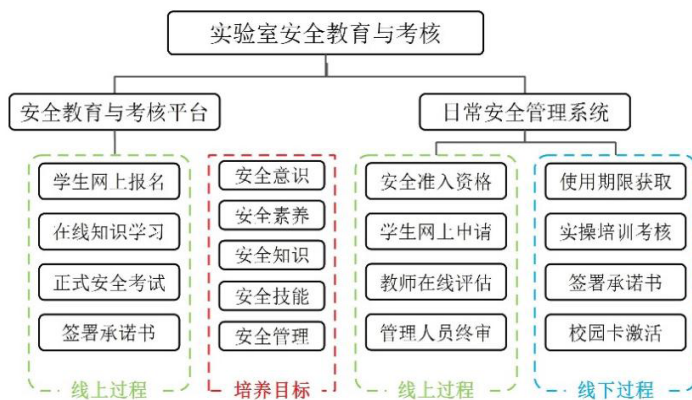 实验室安全教育与考核
安全教育与考核平台
日常安全管理系统
学生网上报名
在线知识学习
正式安全考试
签署承诺书
线上过程
安全意识
安全素养
安全知识
安全技能
安全管理
培养目标
安全准入资格
学生网上申请
教师在线评估
管理人员终审
线上过程
使用期限获取
实操培训考核
签署承诺书
校园卡激活
线下过程